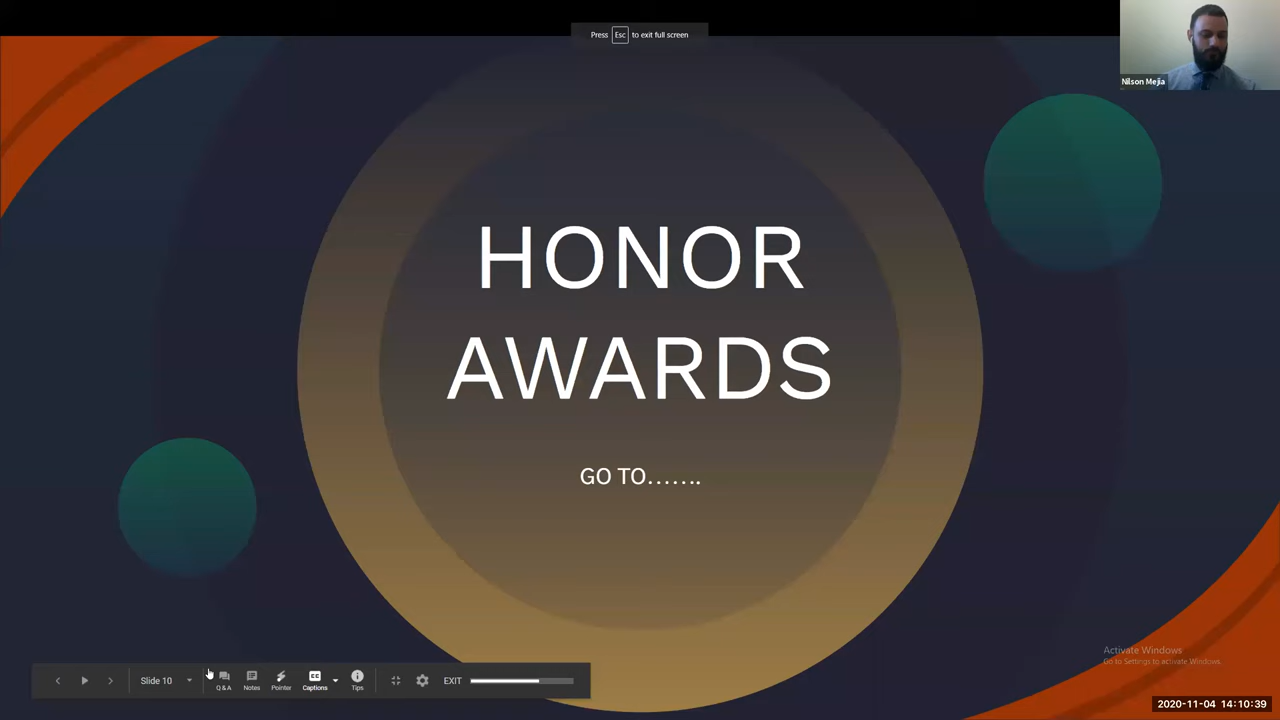 Press Esc to exit full screen
Nilson Mejia
HONOR
AWARDS
GO TO.......
Activate Windows
Go to Settings to activate Windows.
Slide 10
Q & A
Notes
Pointer
CC
Captions
Tips
EXIT
2020-11-04 14:10:39